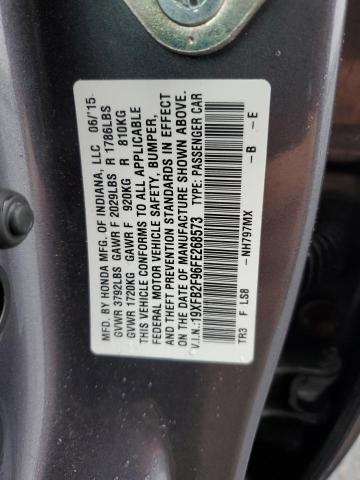 MFD. BY HONDA MFG. OF INDIANA, LLC 06/15
GVWR 3792LBS GAWR F 2029LBS R 1786LBS
GVWR 1720KG GAWR F 920KG R 810KG
THIS VEHICLE CONFORMS TO ALL APPLICABLE
FEDERAL MOTOR VEHICLE SAFETY, BUMPER,
AND THEFT PREVENTION STANDARDS IN EFFECT
ON THE DATE OF MANUFACTURE SHOWN ABOVE.
V.I.N.: 19XFB2F96FE268573 TYPE: PASSENGER CAR
-NH797MX -B -E
TR3 F LS8